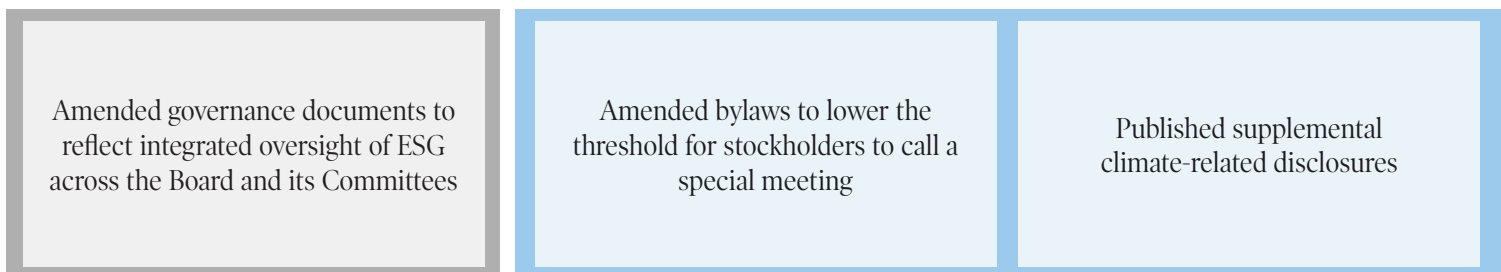 Amended governance documents to
reflect integrated oversight of ESG
across the Board and its Committees
Amended bylaws to lower the
threshold for stockholders to call a
special meeting
Published supplemental
climate-related disclosures